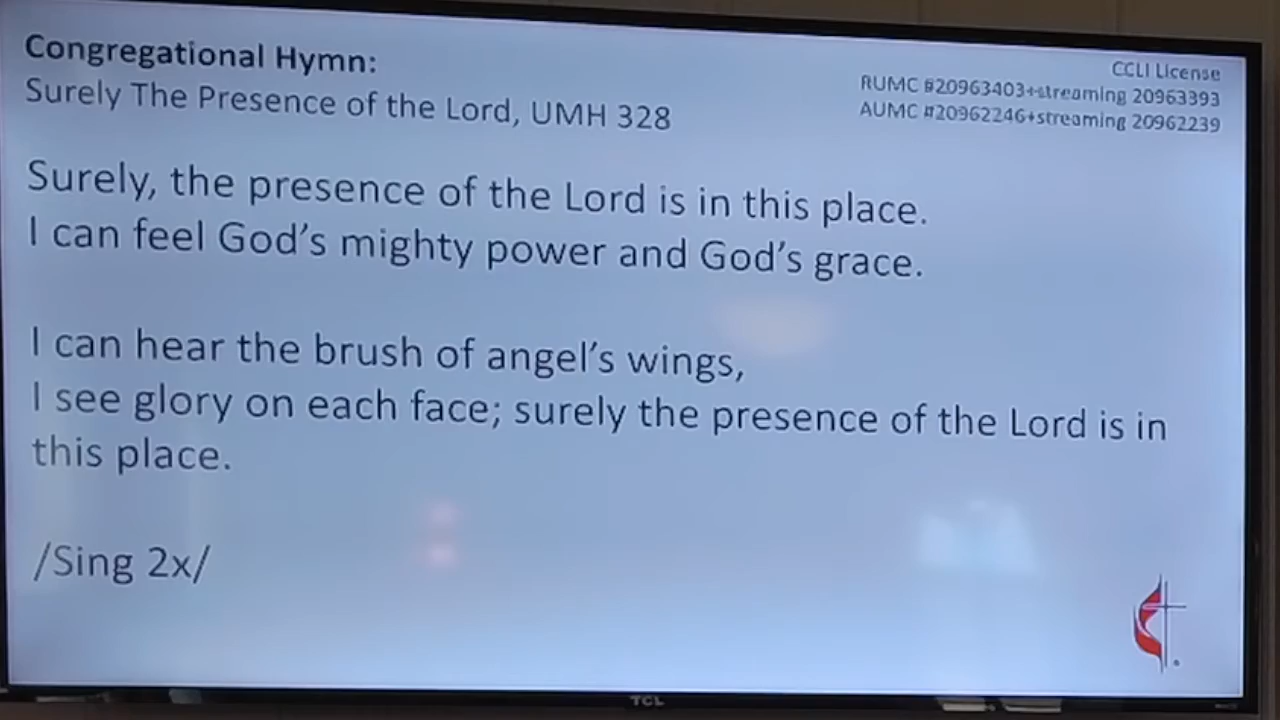 Congregational Hymn:
Surely The Presence of the Lord, UMH 328
CCLI License
RUMC #20963403+streaming 20963393
AUMC #20962246+streaming 20962239
Surely, the presence of the Lord is in this place.
I can feel God's mighty power and God's grace.
I can hear the brush of angel's wings,
I see glory on each face; surely the presence of the Lord is in
this place.
/Sing 2x/
TCL